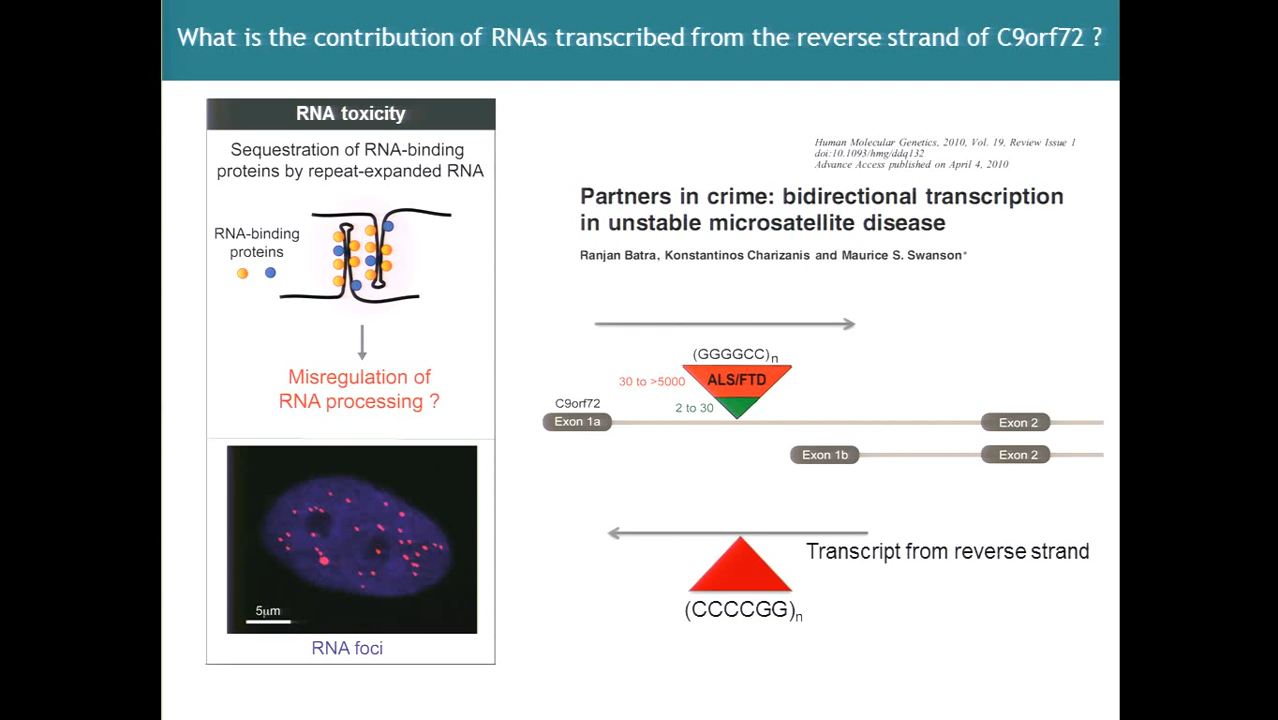 What is the contribution of RNAs transcribed from the reverse strand of C9orf72 ?
RNA toxicity
Sequestration of RNA-binding
proteins by repeat-expanded RNA
RNA-binding
proteins
Misregulation of
RNA processing ?
5μm
RNA foci
Human Molecular Genetics, 2010, Vol. 19, Review Issue 1
doi:10.1093/hmg/ddq132
Advance Access published on April 4, 2010
Partners in crime: bidirectional transcription
in unstable microsatellite disease
Ranjan Batra, Konstantinos Charizanis and Maurice S. Swanson*
(GGGGCC)n
30 to >5000
ALS/FTD
2 to 30
C9orf72
Exon 1a
Exon 2
Exon 1b
Exon 2
Transcript from reverse strand
(CCCCGG)n